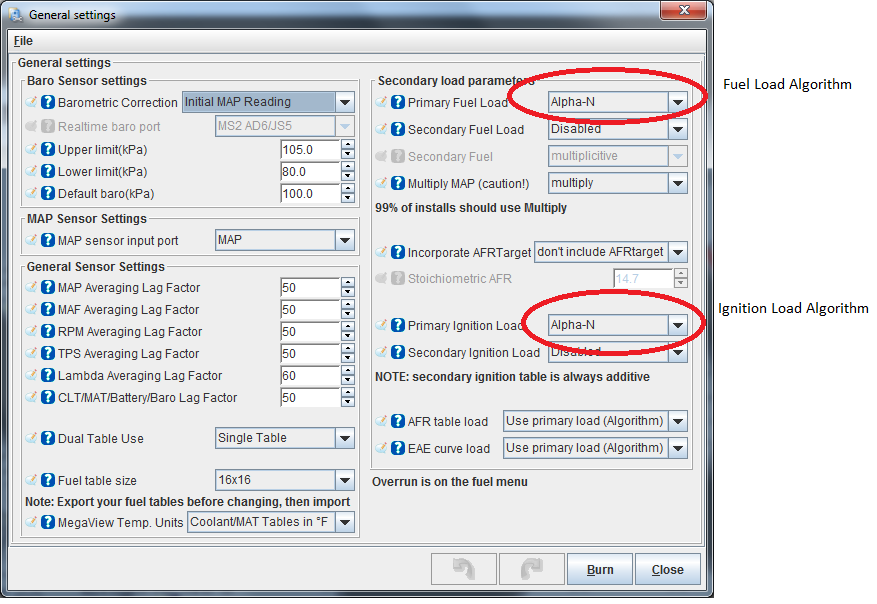 General settings
File
General settings
Baro Sensor settings
Barometric Correction Initial MAP Reading
Realtime baro port MS2 AD6/JS5
Upper limit(kPa) 105.0
Lower limit(kPa) 80.0
Default baro(kPa) 100.0
MAP Sensor Settings
MAP sensor input port MAP
General Sensor Settings
MAP Averaging Lag Factor 50
MAF Averaging Lag Factor 50
RPM Averaging Lag Factor 50
TPS Averaging Lag Factor 50
Lambda Averaging Lag Factor 60
CLT/MAT/Battery/Baro Lag Factor 50
Dual Table Use Single Table
Fuel table size 16x16
Note: Export your fuel tables before changing, then import
MegaView Temp. Units Coolant/MAT Tables in °F
Secondary load parameters
Primary Fuel Load Alpha-N
Secondary Fuel Load Disabled
Secondary Fuel multiplicitive
Multiply MAP (caution!) multiply
99% of installs should use Multiply
Incorporate AFRTarget don't include AFRtarget
Stoichiometric AFR 14.7
Primary Ignition Load Alpha-N
Secondary Ignition Load Disabled
NOTE: secondary ignition table is always additive
AFR table load Use primary load (Algorithm)
EAE curve load Use primary load (Algorithm)
Overrun is on the fuel menu
Burn
Close
Fuel Load Algorithm
Ignition Load Algorithm